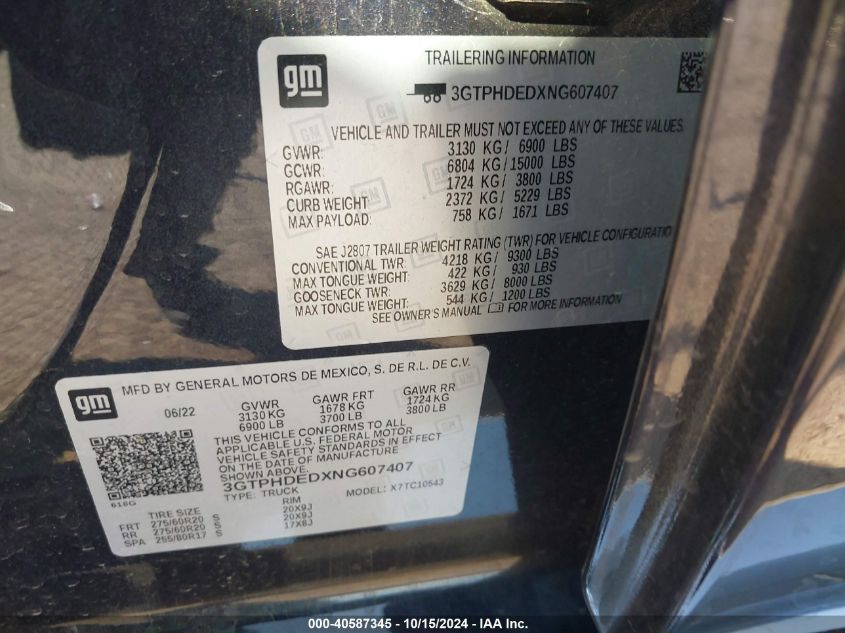 gm
TRAILERING INFORMATION
3GTPHDEDXNG607407
VEHICLE AND TRAILER MUST NOT EXCEED ANY OF THESE VALUES.
GVWR: 3130 KG/ 6900 LBS
GCWR: 6804 KG/ 15000 LBS
RGAWR: 1724 KG/ 3800 LBS
CURB WEIGHT: 2372 KG/ 5229 LBS
MAX PAYLOAD: 758 KG/ 1671 LBS
SAE J2807 TRAILER WEIGHT RATING (TWR) FOR VEHICLE CONFIGURATIO
CONVENTIONAL TWR: 4218 KG/ 9300 LBS
MAX TONGUE WEIGHT: 422 KG/ 930 LBS
GOOSENECK TWR: 3629 KG/ 8000 LBS
MAX TONGUE WEIGHT: 544 KG/ 1200 LBS
SEE OWNER'S MANUAL FOR MORE INFORMATION
gm
MFD BY GENERAL MOTORS DE MEXICO, S. DE R.L. DE C.V.
06/22 GVWR GAWR FRT GAWR RR
3130 KG 1678 KG 1724 KG
6900 LB 3700 LB 3800 LB
THIS VEHICLE CONFORMS TO ALL
APPLICABLE U.S. FEDERAL MOTOR
VEHICLE SAFETY STANDARDS IN EFFECT
ON THE DATE OF MANUFACTURE
SHOWN ABOVE.
3GTPHDEDXNG607407
TYPE: TRUCK MODEL: X7TC10543
618G
TIRE SIZE RIM
FRT 275/60R20 S 20X9J
RR 275/60R20 S 20X9J
SPA 255/80R17 S 17X8J
000-40587345 - 10/15/2024 - IAA Inc.